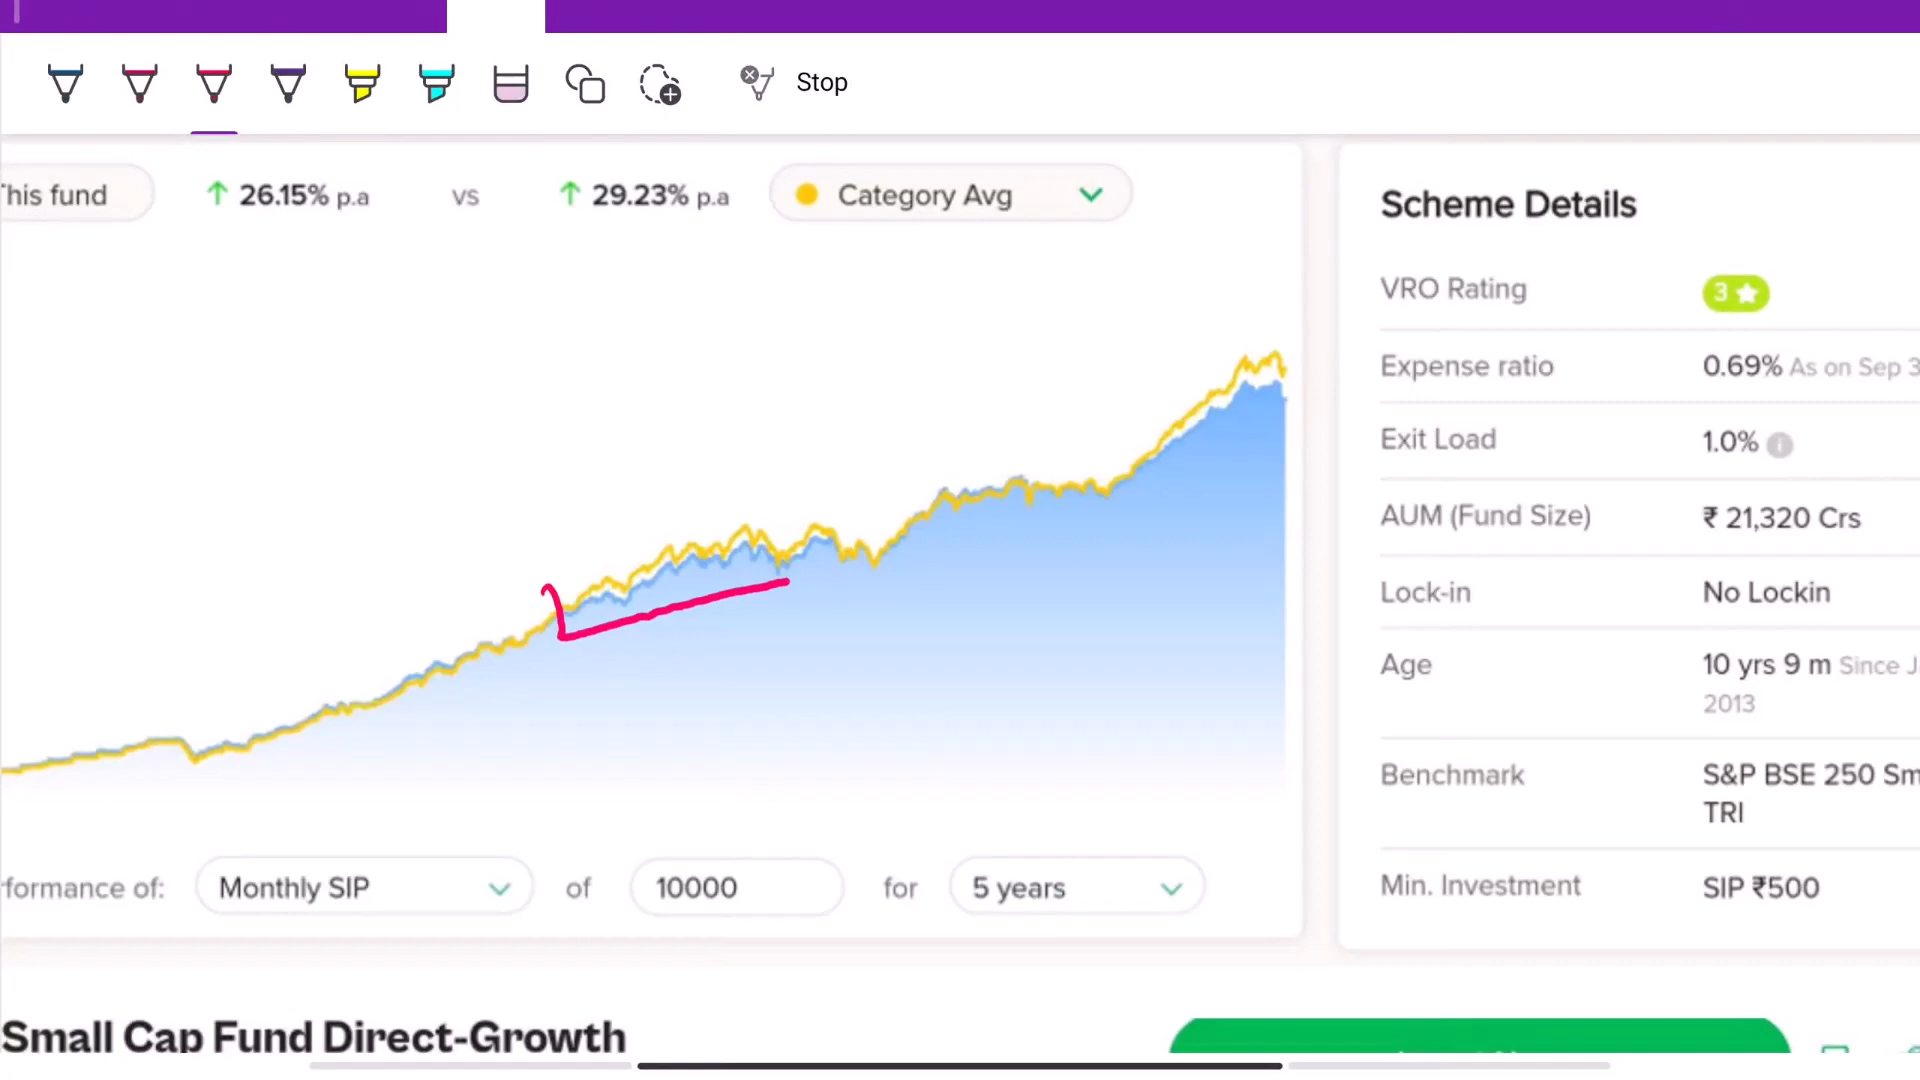 Stop
This fund ↑ 26.15% p.a vs ↑ 29.23% p.a Category Avg
Scheme Details
VRO Rating 3 ★
Expense ratio 0.69% As on Sep 3
Exit Load 1.0%
AUM (Fund Size) ₹ 21,320 Crs
Lock-in No Lockin
Age 10 yrs 9 m Since J
2013
Benchmark S&P BSE 250 Sm
TRI
Min. Investment SIP ₹500
formance of: Monthly SIP of 10000 for 5 years
Small Cap Fund Direct-Growth